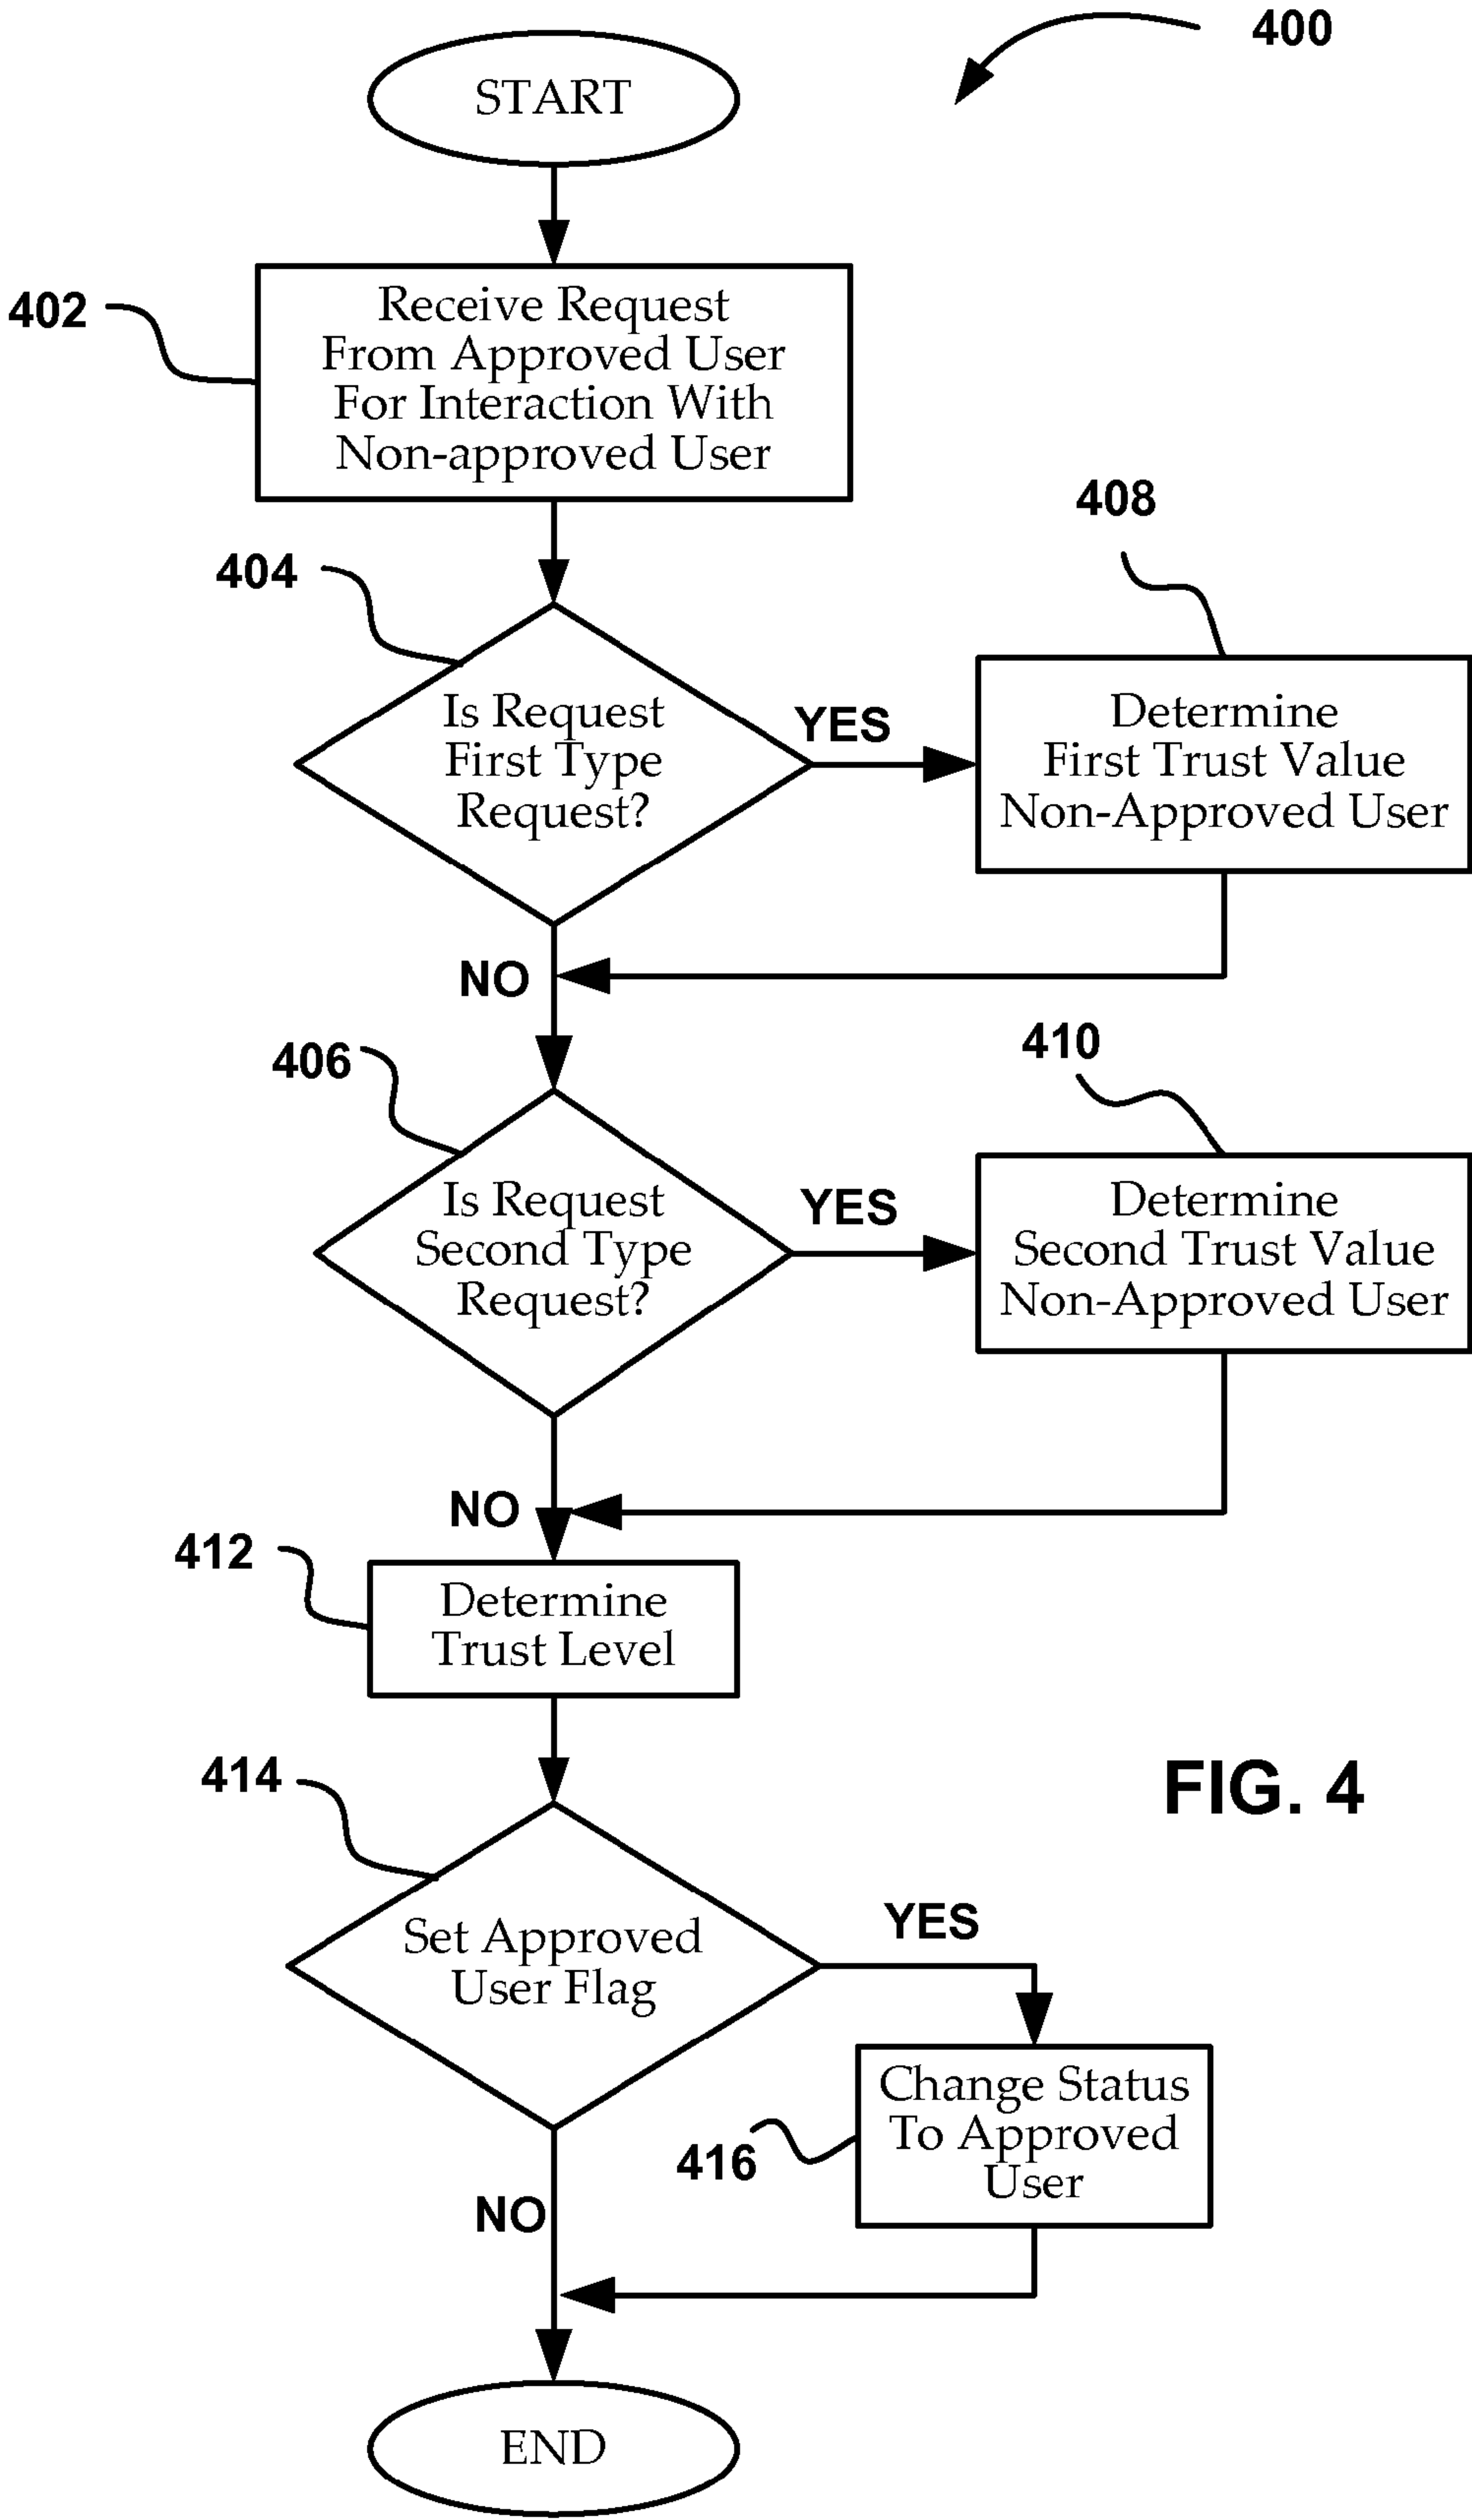 400
START
402
Receive Request
From Approved User
For Interaction With
Non-approved User
408
404
Is Request
First Type
Request?
YES
Determine
First Trust Value
Non-Approved User
NO
406
410
Is Request
Second Type
Request?
YES
Determine
Second Trust Value
Non-Approved User
NO
412
Determine
Trust Level
414
FIG. 4
Set Approved
User Flag
YES
Change Status
To Approved
User
416
NO
END